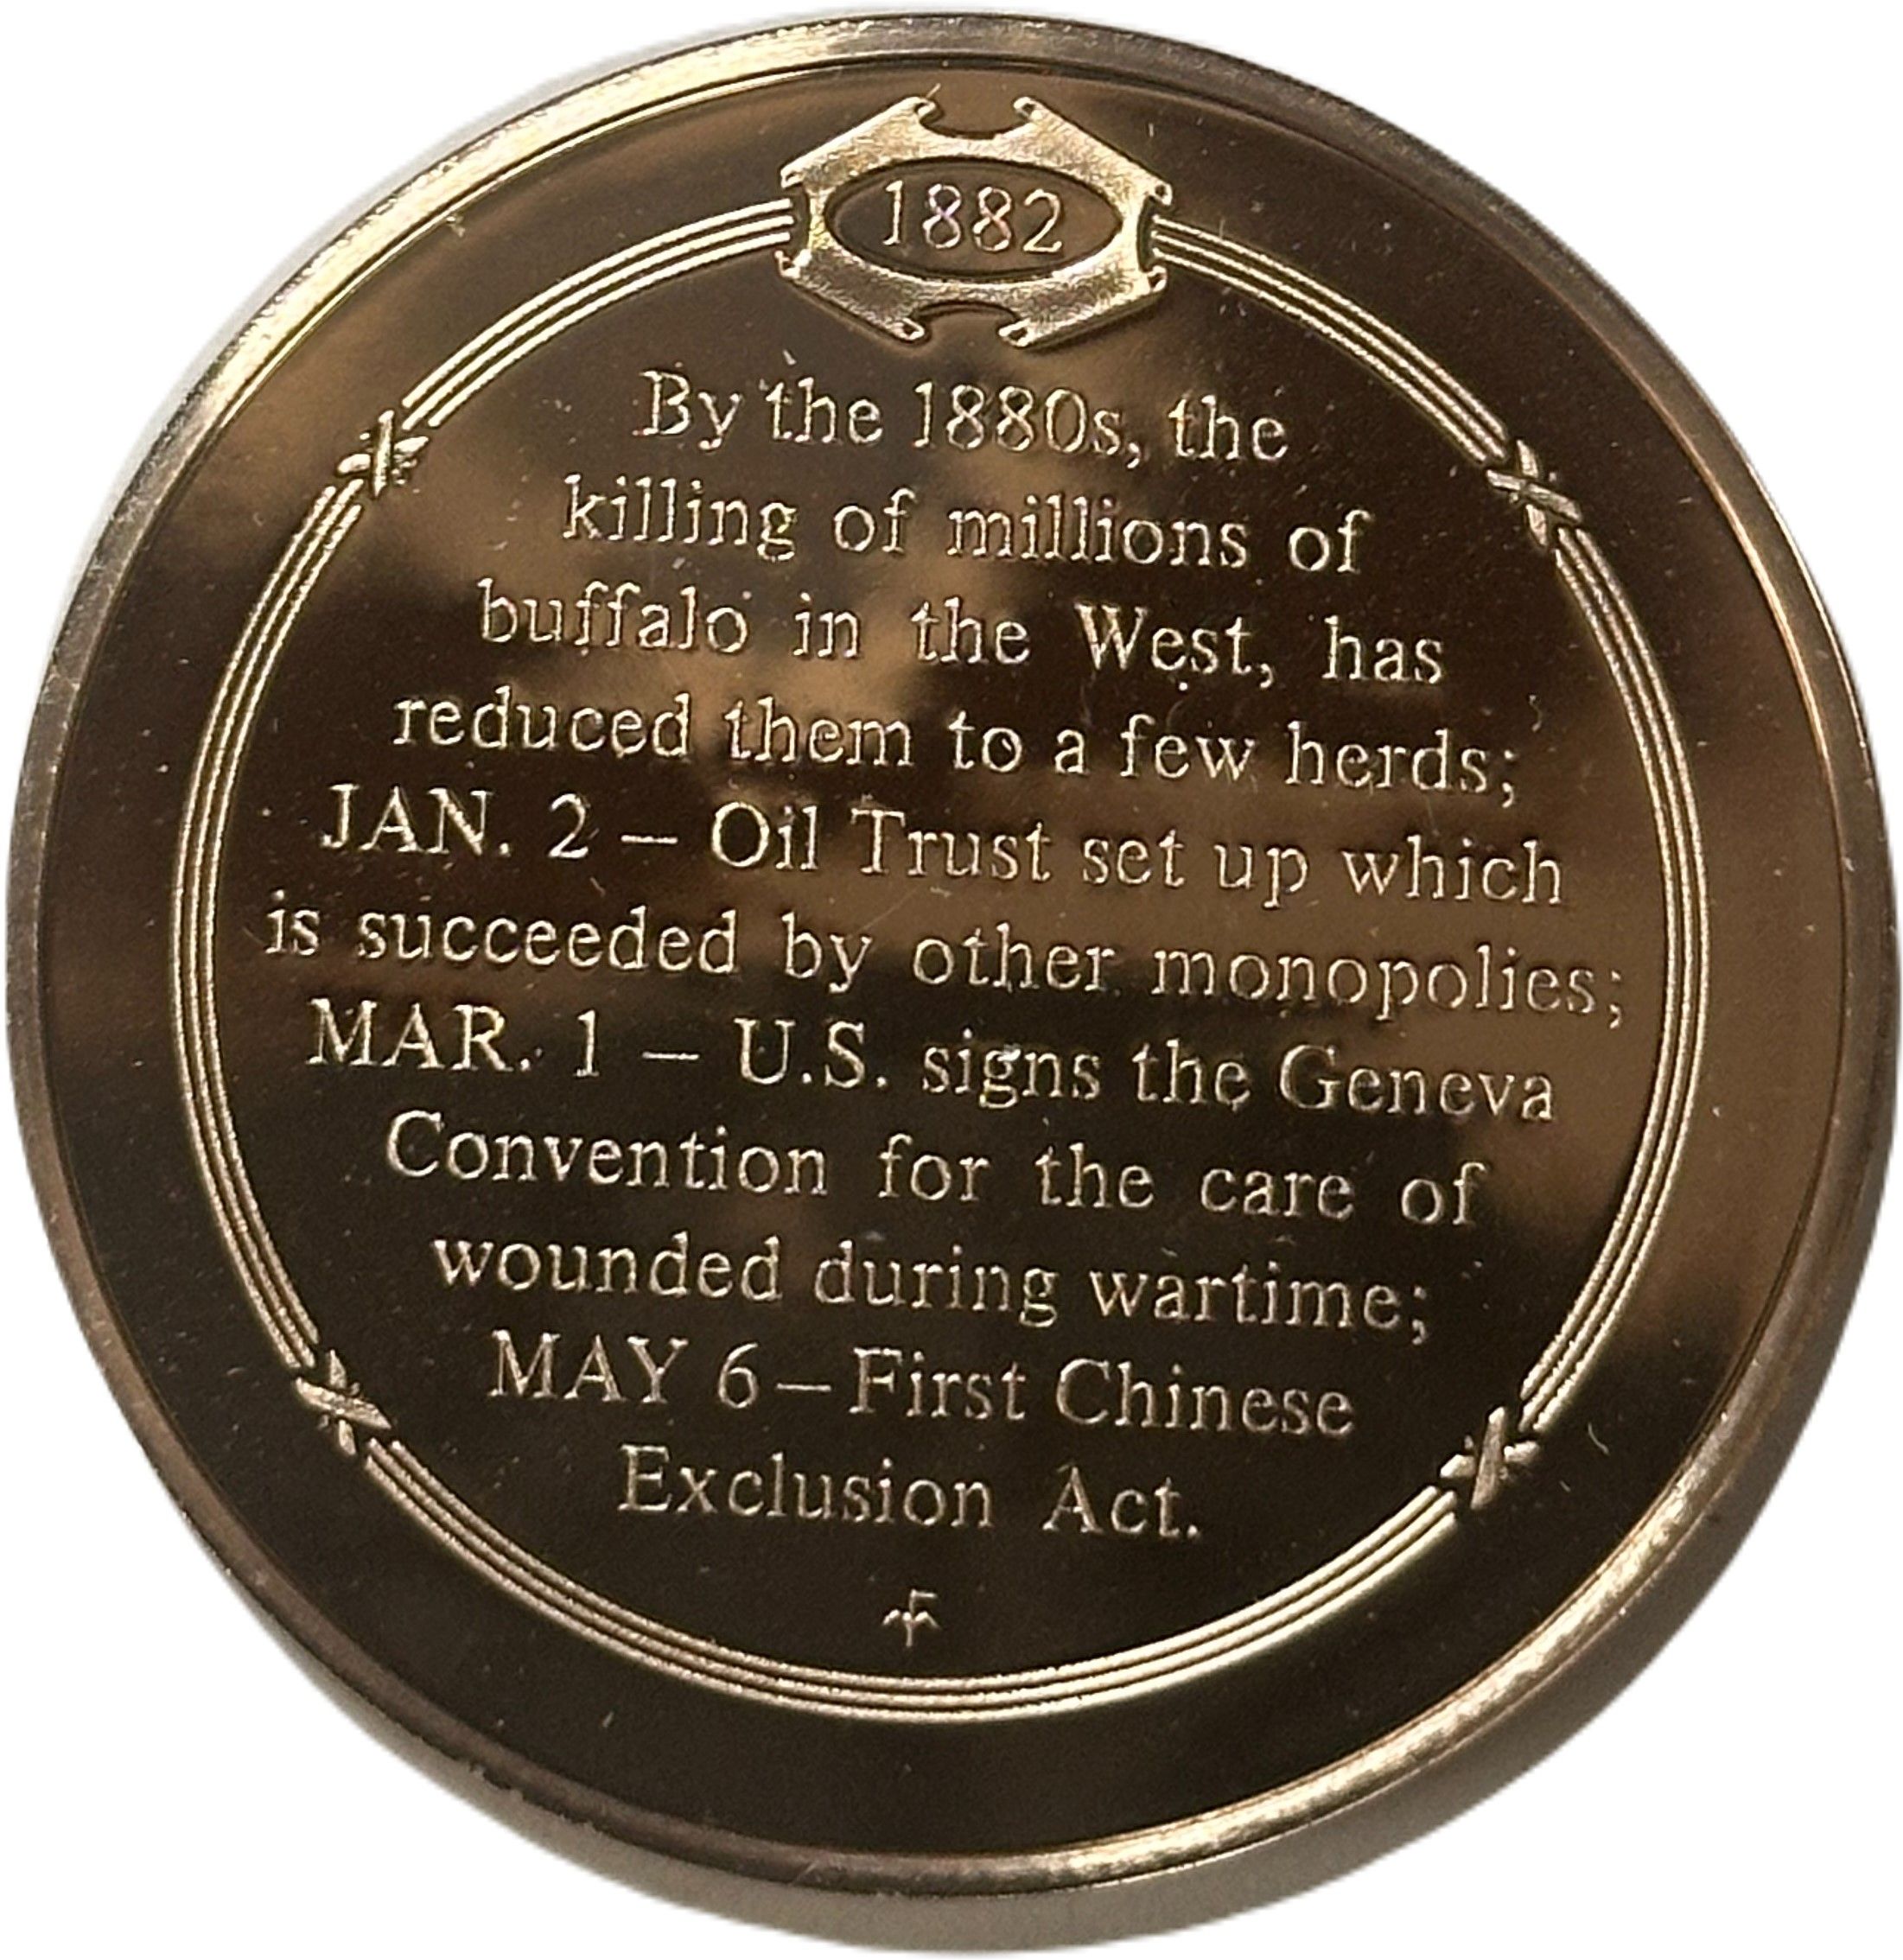 1882
By the 1880s, the
killing of millions of
buffalo in the West, has
reduced them to a few herds;
JAN. 2 – Oil Trust set up which
is succeeded by other monopolies;
MAR. 1 – U.S. signs the Geneva
Convention for the care of
wounded during wartime;
MAY 6 – First Chinese
Exclusion Act.